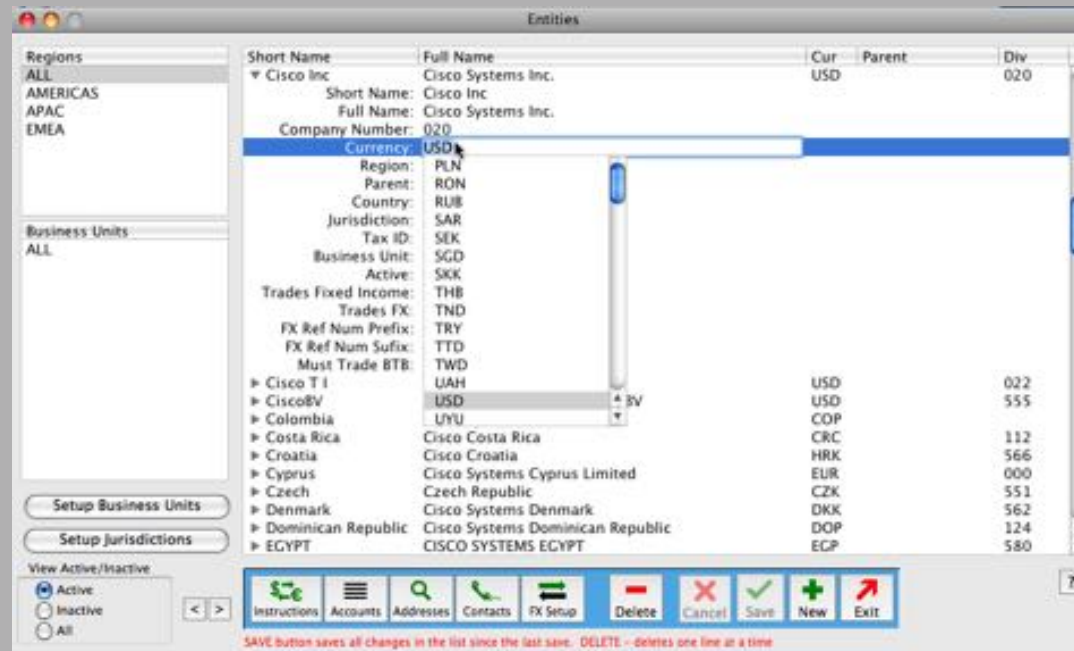 Entities
Regions
ALL
AMERICAS
APAC
EMEA
Business Units
ALL
Setup Business Units
Setup Jurisdictions
View Active/Inactive
Active
Inactive
All
< >
Short Name Full Name Cur Parent Div
Cisco Inc Cisco Systems Inc. USD 020
Short Name: Cisco Inc
Full Name: Cisco Systems Inc.
Company Number: 020
Currency: USD
Region: PLN
Parent: RON
Country: RUB
Jurisdiction: SAR
Tax ID: SEK
Business Unit: SGD
Active: SKK
Trades Fixed Income: THB
Trades FX: TND
FX Ref Num Prefix: TRY
FX Ref Num Sufix: TTD
Must Trade BTB: TWD
Cisco T I UAH USD 022
CiscoBV USD BV USD 555
Colombia UYU COP
Costa Rica Cisco Costa Rica CRC 112
Croatia Cisco Croatia HRK 566
Cyprus Cisco Systems Cyprus Limited EUR 000
Czech Czech Republic CZK 551
Denmark Cisco Systems Denmark DKK 562
Dominican Republic Cisco Systems Dominican Republic DOP 124
EGYPT CISCO SYSTEMS EGYPT EGP 580
Instructions Accounts Addresses Contacts FX Setup Delete Cancel Save New Exit
?
SAVE button saves all changes in the list since the last save. DELETE - deletes one line at a time